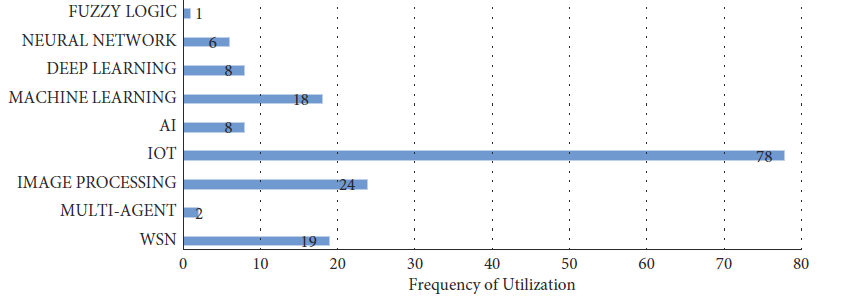 FUZZY LOGIC 1
NEURAL NETWORK 6
DEEP LEARNING 8
MACHINE LEARNING 18
AI 8
IOT 78
IMAGE PROCESSING 24
MULTI-AGENT 2
WSN 19
0 10 20 30 40 50 60 70 80
Frequency of Utilization